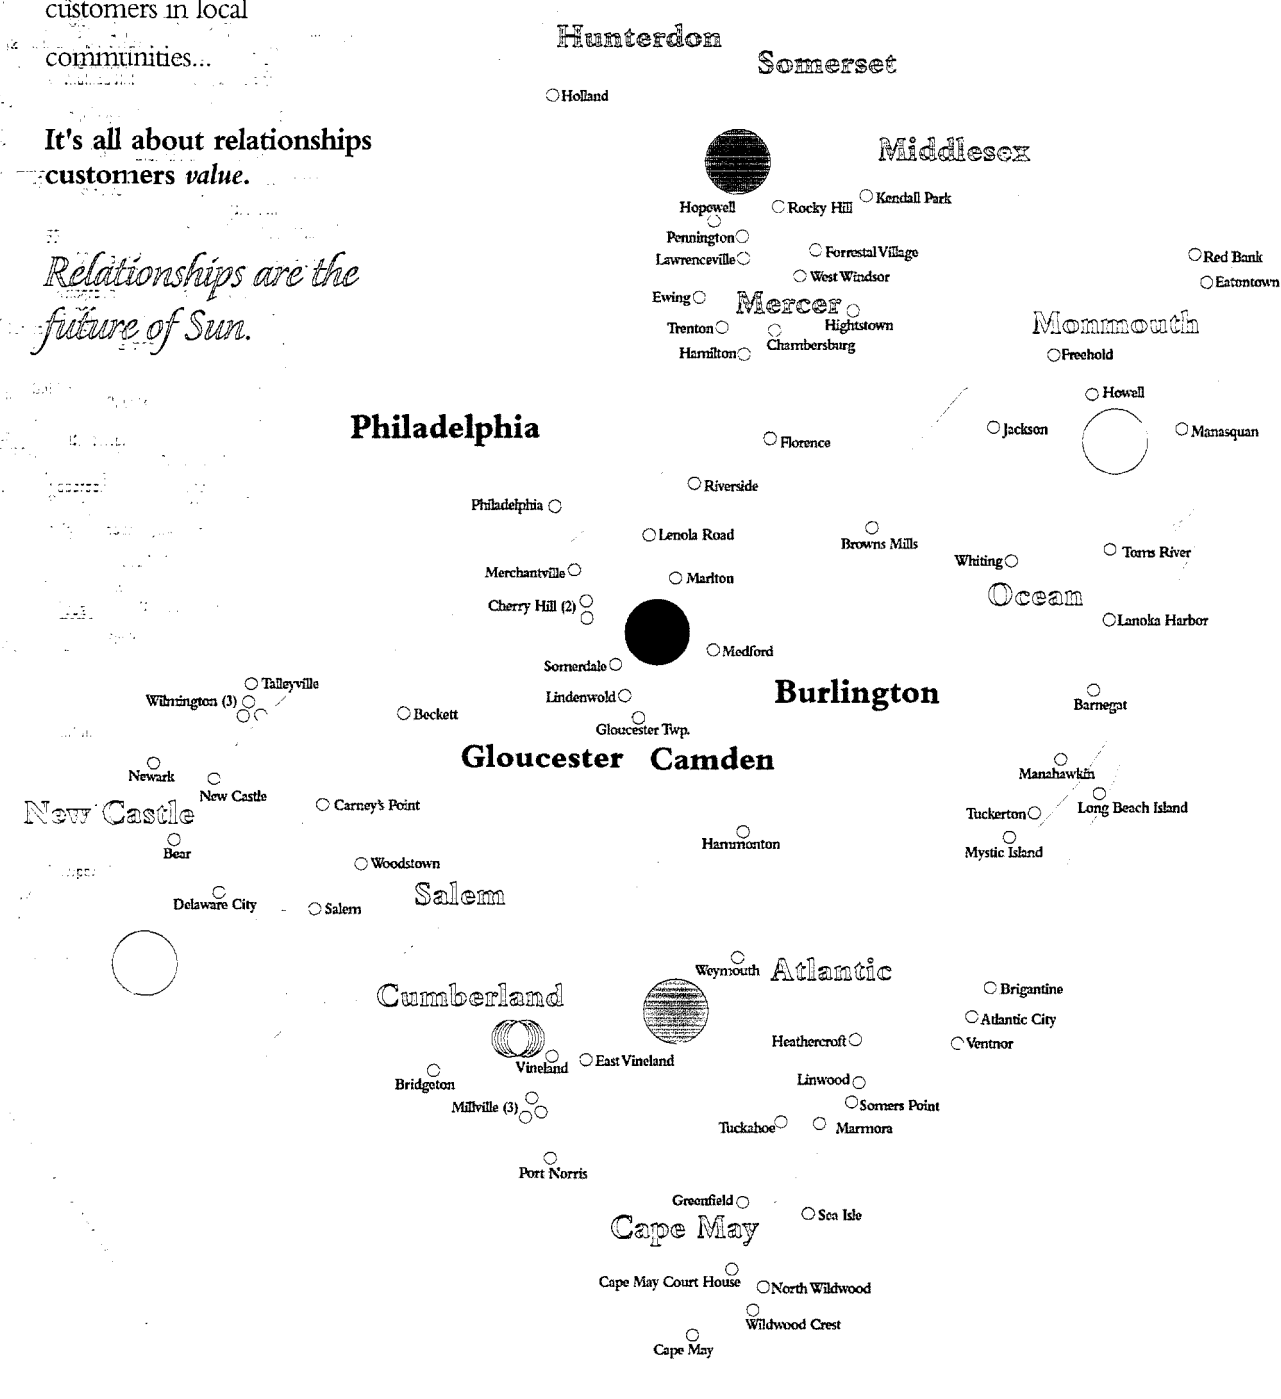 customers in local
communities...
It's all about relationships
customers value.
Relationships are the
future of Sun.
Hunterdon
Somerset
Holland
Middlesex
Kendall Park
Hopewell
Rocky Hill
Pennington
Lawrenceville
Forrestal Village
Red Bank
West Windsor
Eatontown
Ewing
Mercer
Trenton
Hightstown
Monmouth
Hamilton
Chambersburg
Freehold
Howell
Philadelphia
Florence
Jackson
Manasquan
Riverside
Philadelphia
Lenola Road
Browns Mills
Toms River
Whiting
Merchantville
Marlton
Ocean
Cherry Hill (2)
Lanoka Harbor
Medford
Somerdale
Talleyville
Wilmington (3)
Lindenwold
Burlington
Barnegat
Beckett
Gloucester Twp.
Gloucester
Camden
Newark
Manahawkin
New Castle
New Castle
Carney's Point
Tuckerton
Long Beach Island
Bear
Hammonton
Mystic Island
Woodstown
Salem
Delaware City
Salem
Weymouth
Atlantic
Cumberland
Brigantine
Atlantic City
Heathercroft
Ventnor
Vineland
East Vineland
Bridgeton
Linwood
Millville (3)
Somers Point
Tuckahoe
Marmora
Port Norris
Greenfield
Sea Isle
Cape May
Cape May Court House
North Wildwood
Wildwood Crest
Cape May